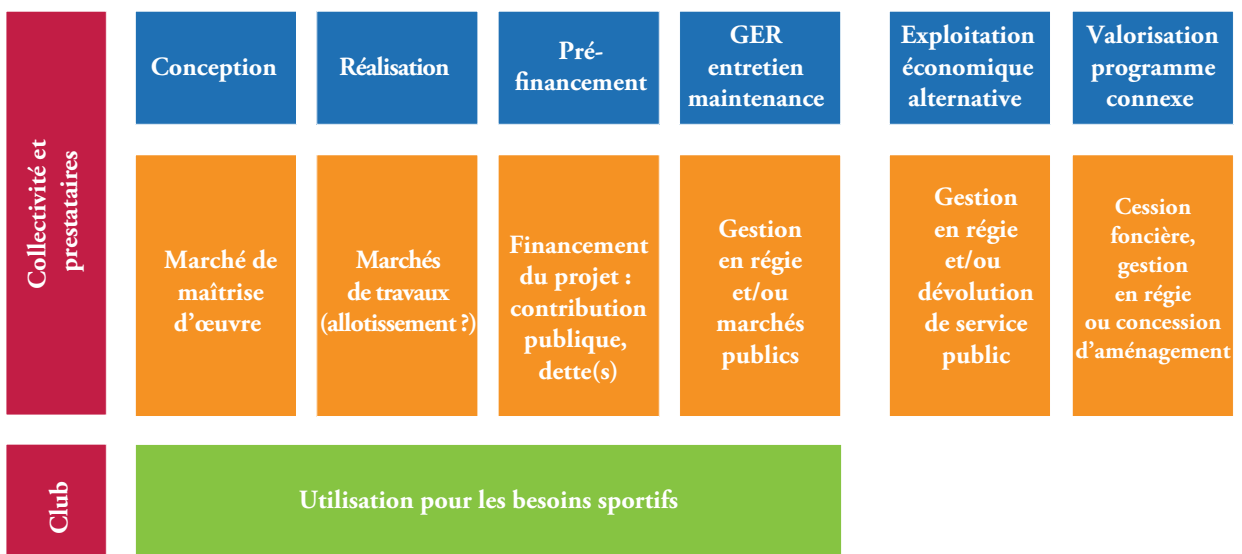 Collectivité et
prestataires
Conception
Réalisation
Pré-
financement
GER
entretien
maintenance
Exploitation
économique
alternative
Valorisation
programme
connexe
Marché de
maîtrise
d’œuvre
Marchés
de travaux
(allotissement ?)
Financement
du projet :
contribution
publique,
dette(s)
Gestion
en régie
et/ou
marchés
publics
Gestion
en régie
et/ou
dévolution
de service
public
Cession
foncière,
gestion
en régie
ou concession
d’aménagement
Club
Utilisation pour les besoins sportifs